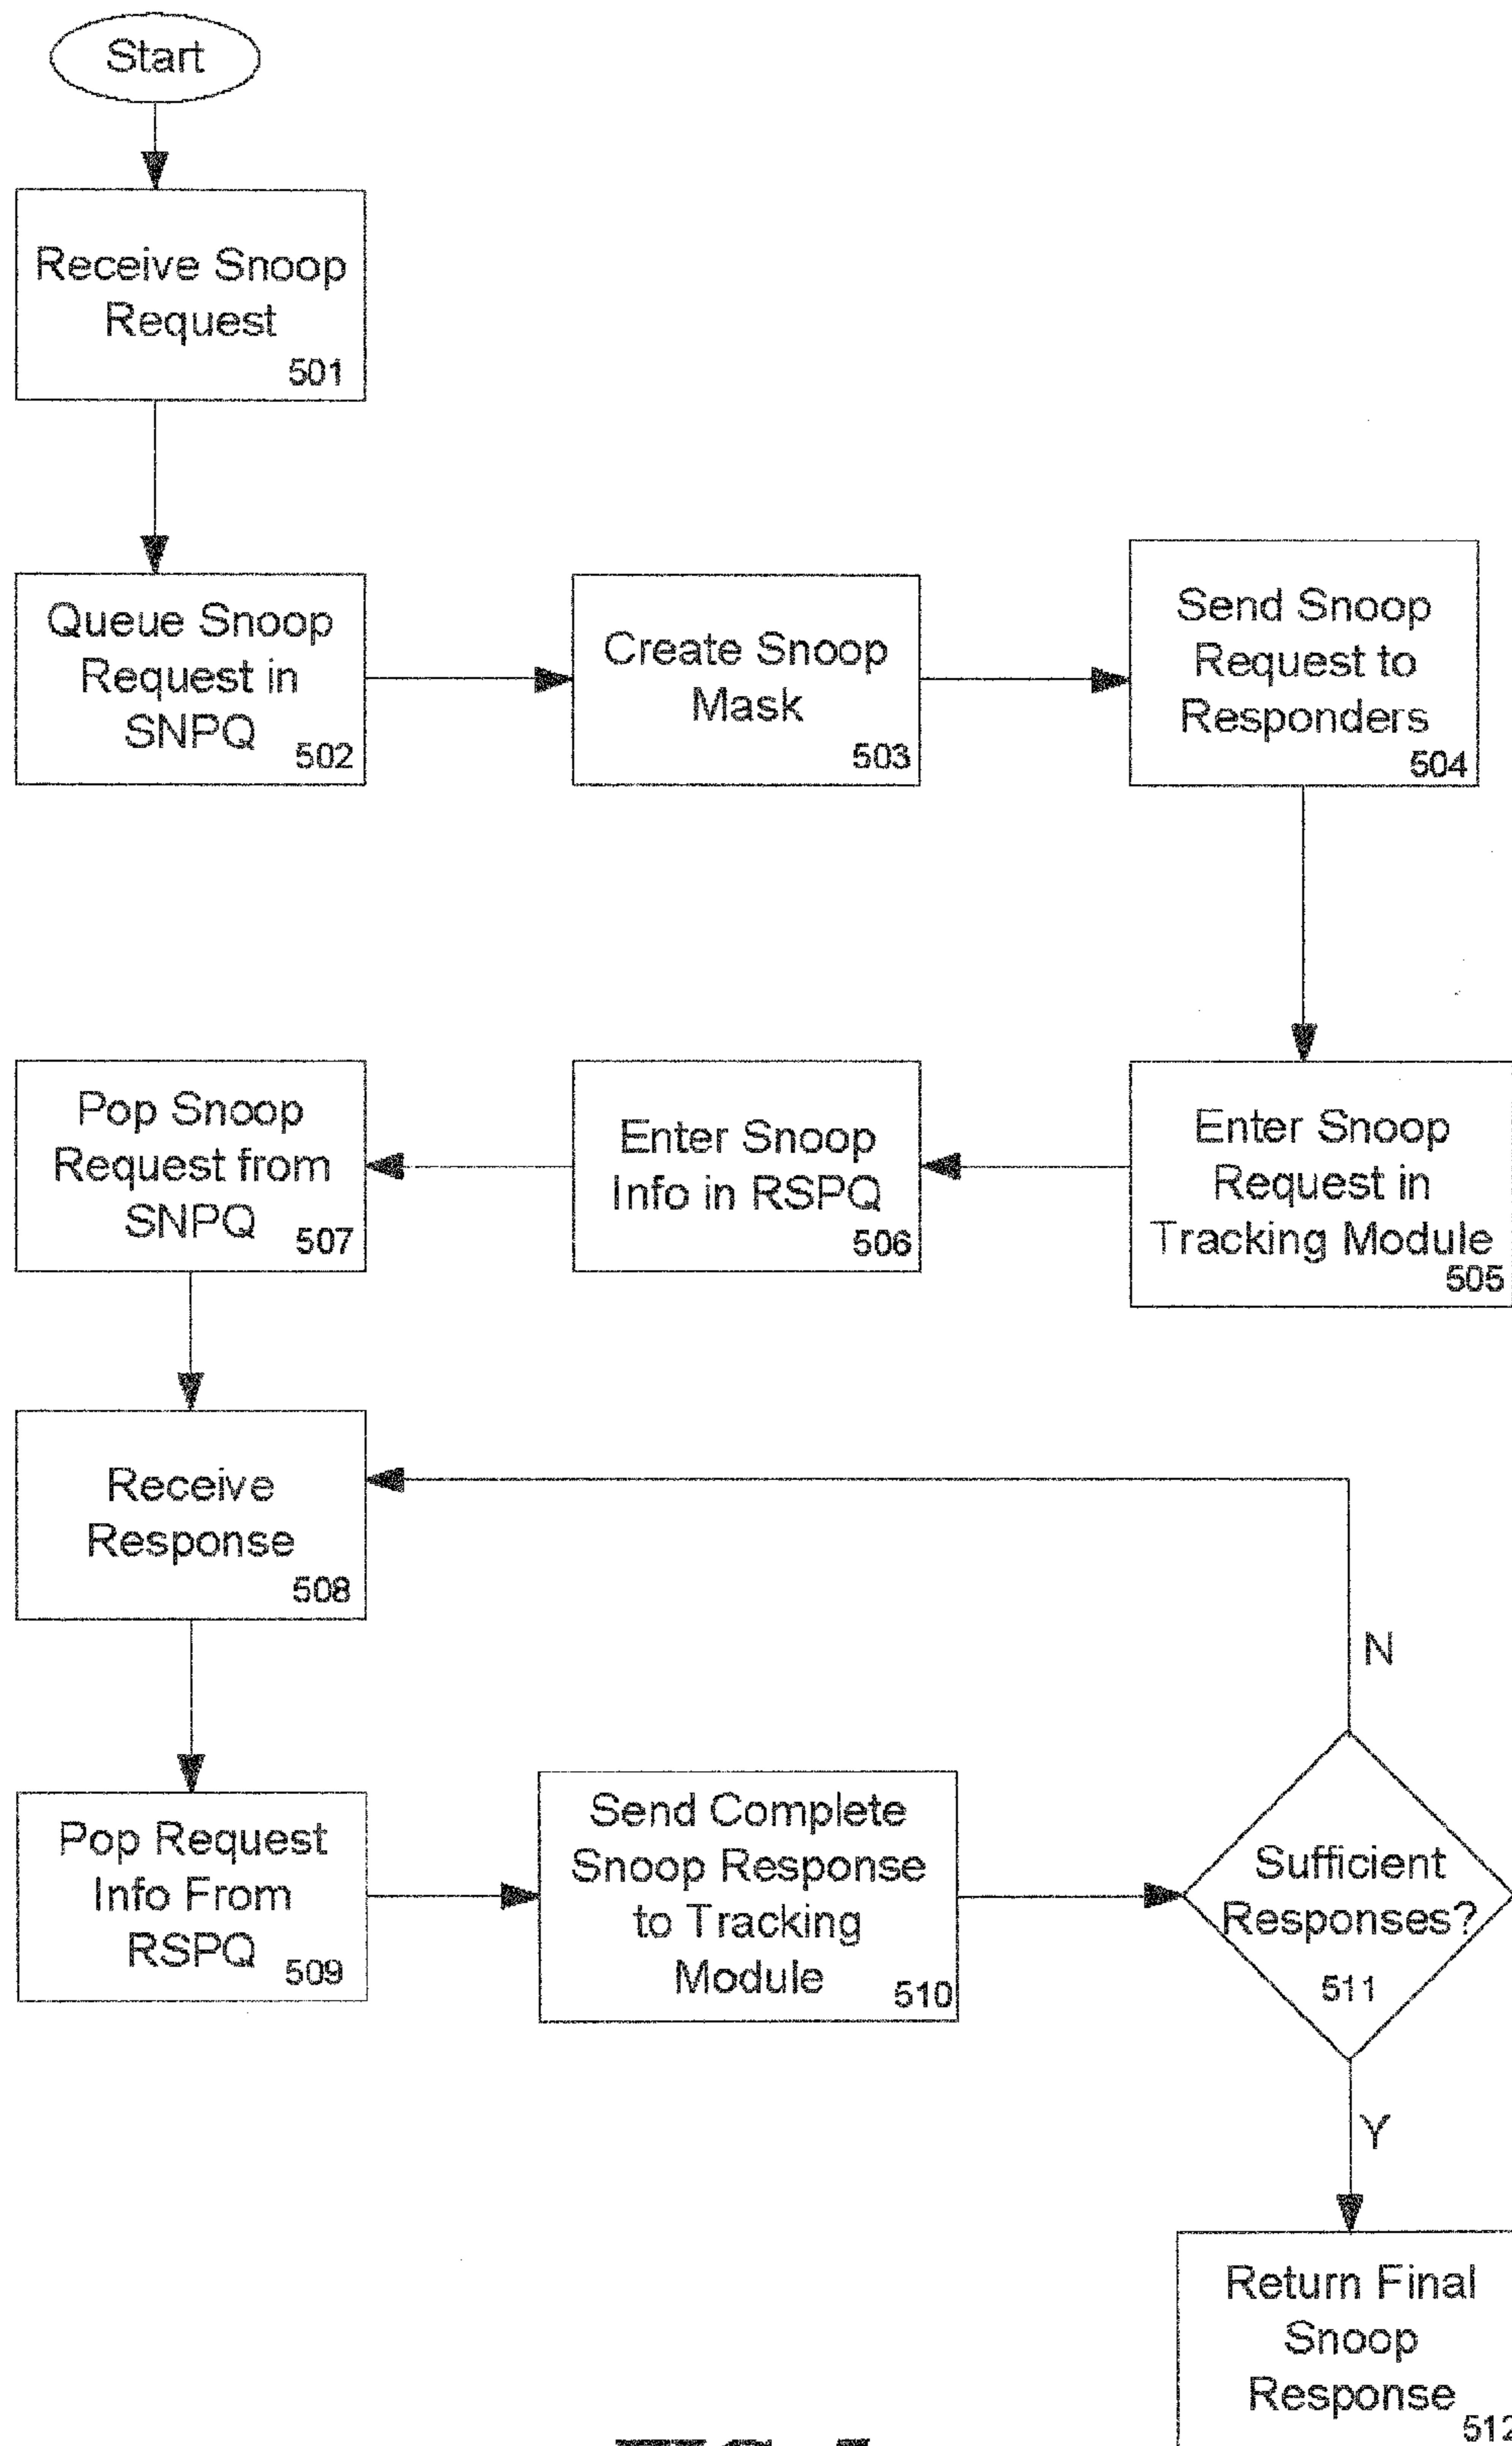 Start
Receive Snoop
Request
501
Queue Snoop
Request in
SNPQ
502
Create Snoop
Mask
503
Send Snoop
Request to
Responders
504
Enter Snoop
Request in
Tracking Module
505
Enter Snoop
Info in RSPQ
506
Pop Snoop
Request from
SNPQ
507
Receive
Response
508
Pop Request
Info From
RSPQ
509
Send Complete
Snoop Response
to Tracking
Module
510
Sufficient
Responses?
511
N
Y
Return Final
Snoop
Response
512